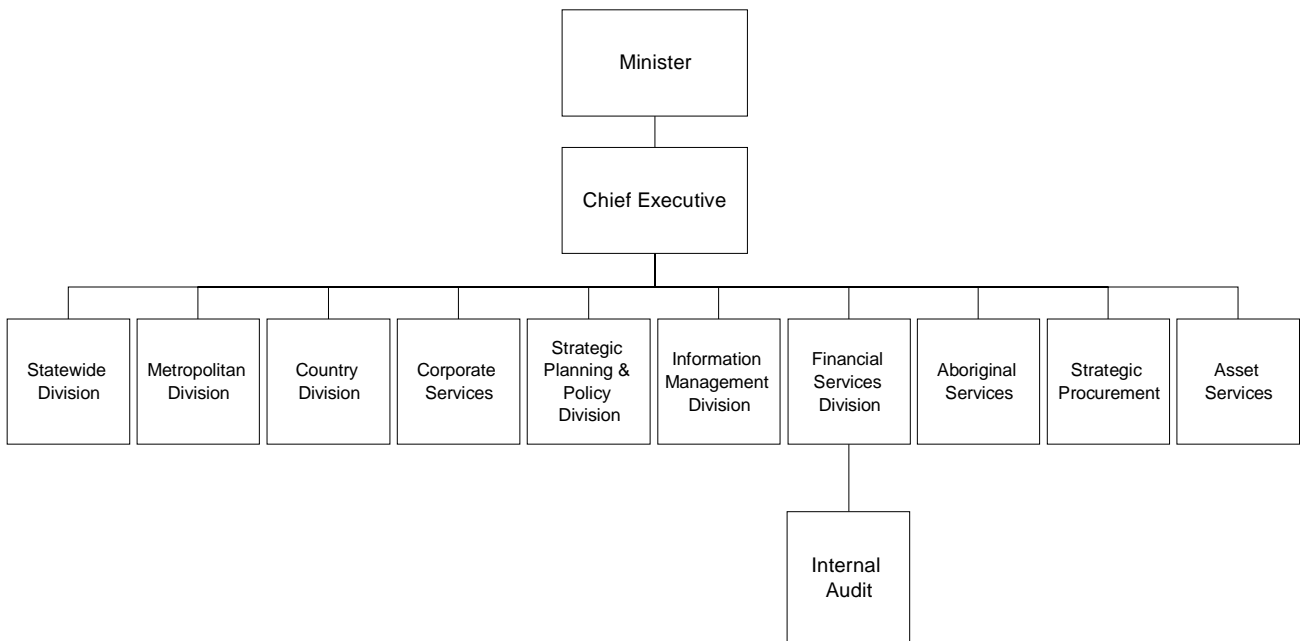 Minister
Chief Executive
Statewide
Division
Metropolitan
Division
Country
Division
Corporate
Services
Strategic
Planning &
Policy
Division
Information
Management
Division
Financial
Services
Division
Aboriginal
Services
Strategic
Procurement
Asset
Services
Internal
Audit